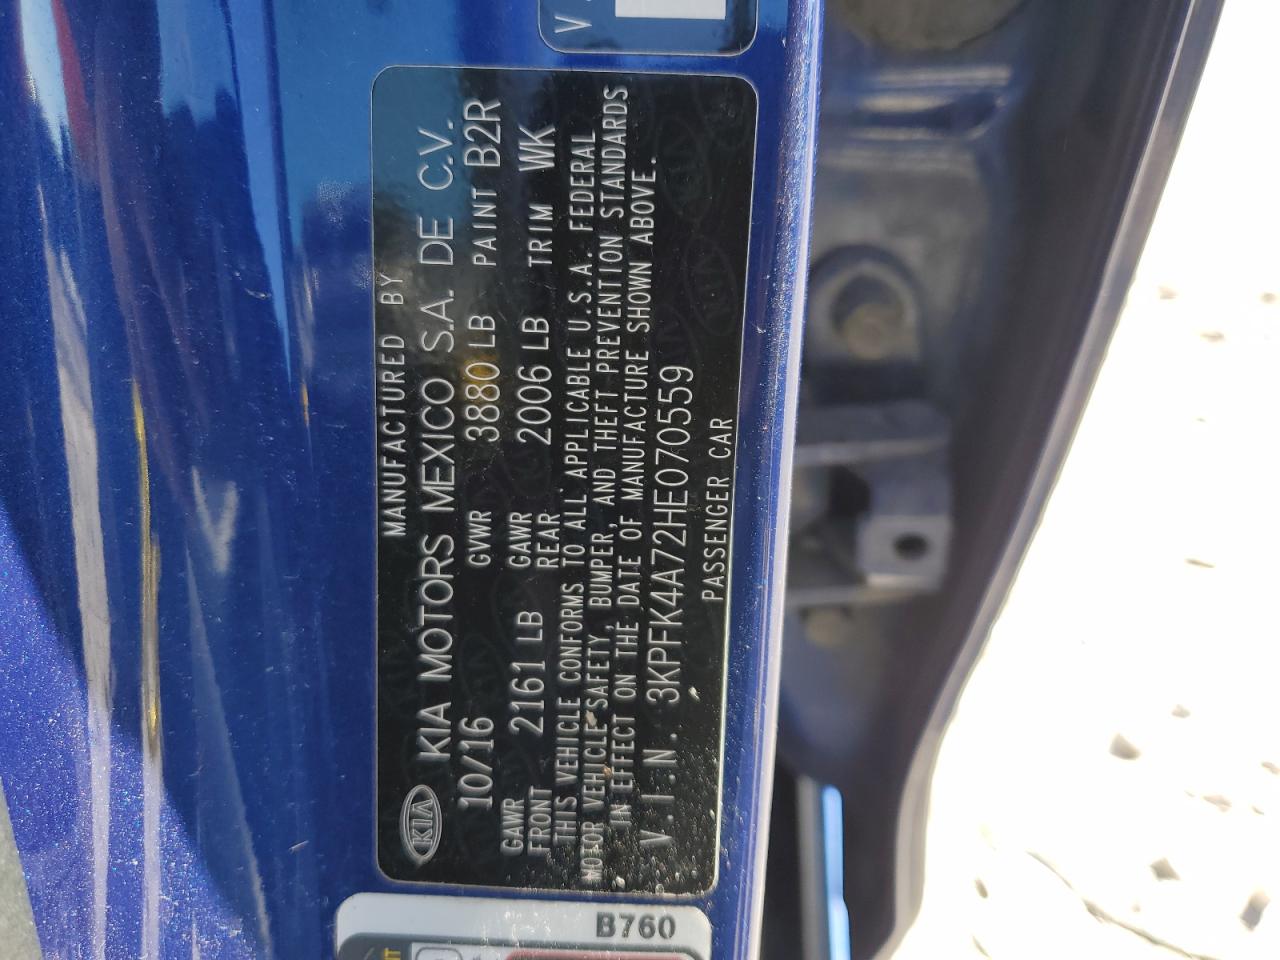 MANUFACTURED BY
KIA KIA MOTORS MEXICO S.A. DE C.V.
10/16 GVWR 3880 LB PAINT B2R
GAWR FRONT 2161 LB GAWR REAR 2006 LB TRIM WK
THIS VEHICLE CONFORMS TO ALL APPLICABLE U.S.A. FEDERAL
MOTOR VEHICLE SAFETY, BUMPER, AND THEFT PREVENTION STANDARDS
IN EFFECT ON THE DATE OF MANUFACTURE SHOWN ABOVE.
V.I.N. 3KPFK4A72HE070559
PASSENGER CAR
B760